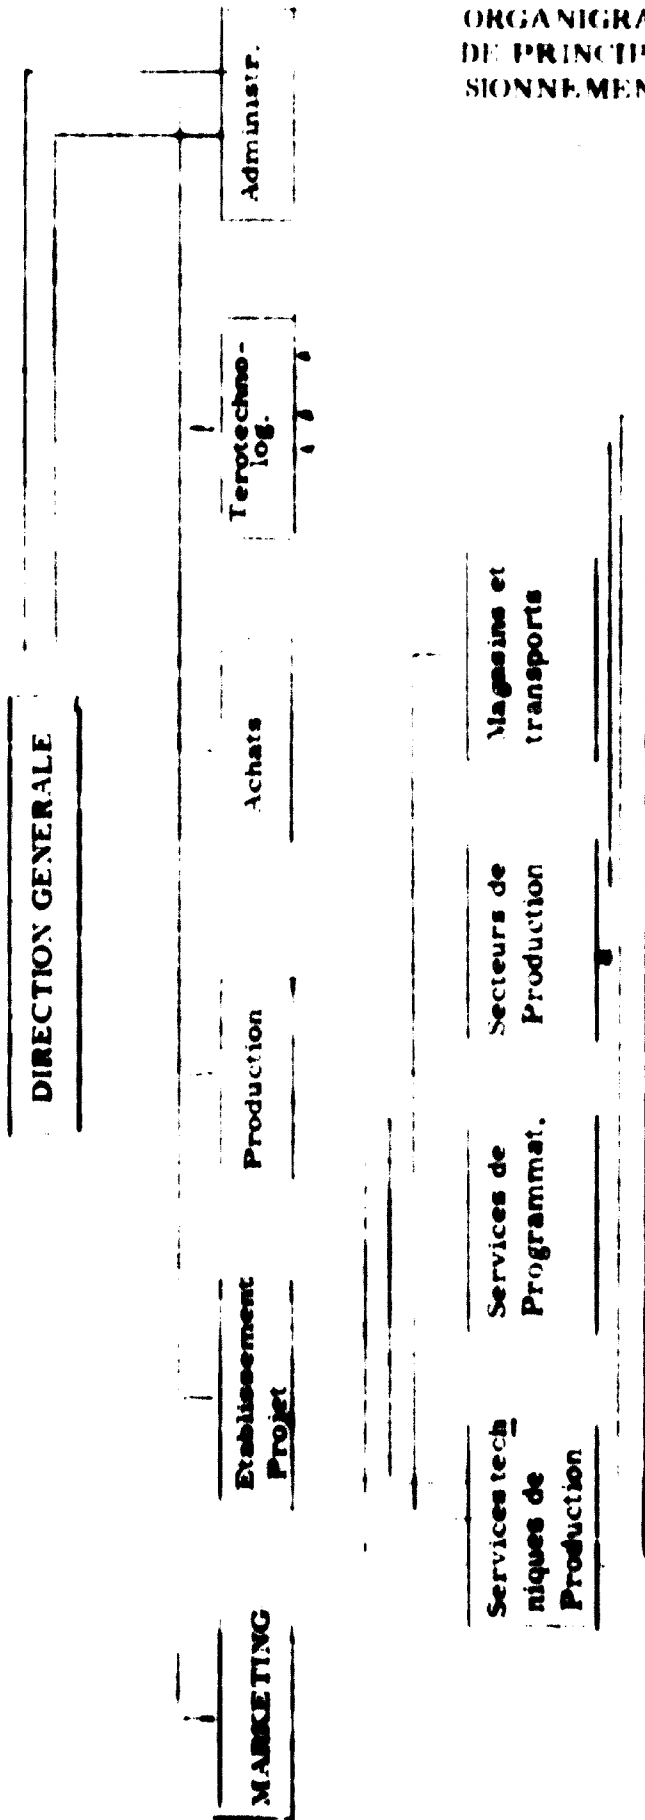 ORGANIGRA
DE PRINCIP
SIONNEMEN
DIRECTION GENERALE
MARKETING
Etablissement
Projet
Production
Achats
Terotechno-
log.
Administr.
Services tech
niques de
Production
Services de
Programmat.
Secteurs de
Production
Magasins et
transports